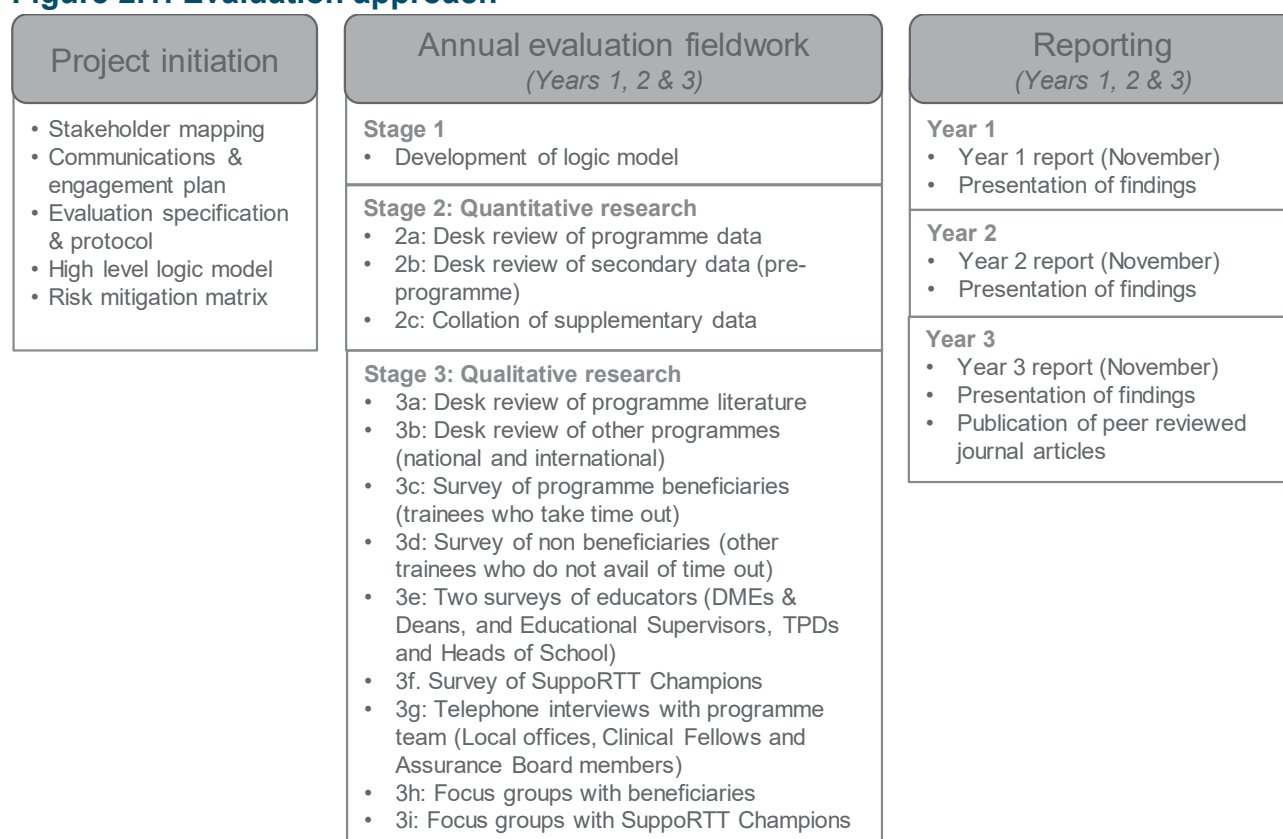 Project initiation
• Stakeholder mapping
• Communications &
engagement plan
• Evaluation specification
& protocol
• High level logic model
• Risk mitigation matrix
Annual evaluation fieldwork
(Years 1, 2 & 3)
Stage 1
• Development of logic model
Stage 2: Quantitative research
• 2a: Desk review of programme data
• 2b: Desk review of secondary data (pre-
programme)
• 2c: Collation of supplementary data
Stage 3: Qualitative research
• 3a: Desk review of programme literature
• 3b: Desk review of other programmes
(national and international)
• 3c: Survey of programme beneficiaries
(trainees who take time out)
• 3d: Survey of non beneficiaries (other
trainees who do not avail of time out)
• 3e: Two surveys of educators (DMEs &
Deans, and Educational Supervisors, TPDs
and Heads of School)
• 3f. Survey of SuppoRTT Champions
• 3g: Telephone interviews with programme
team (Local offices, Clinical Fellows and
Assurance Board members)
• 3h: Focus groups with beneficiaries
• 3i: Focus groups with SuppoRTT Champions
Reporting
(Years 1, 2 & 3)
Year 1
• Year 1 report (November)
• Presentation of findings
Year 2
• Year 2 report (November)
• Presentation of findings
Year 3
• Year 3 report (November)
• Presentation of findings
• Publication of peer reviewed
journal articles